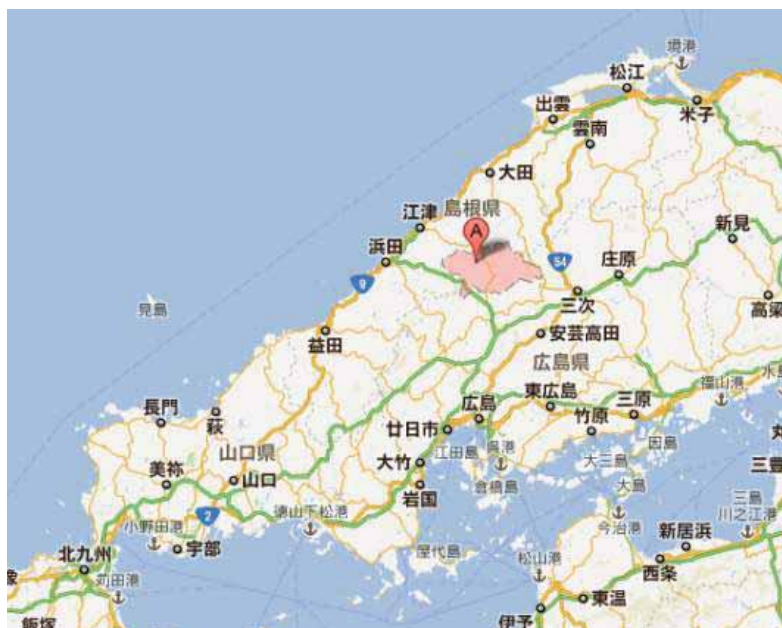 境港
松江
出雲
米子
雲南
大田
江津
島根県
A
新見
浜田
54
庄原
9
見島
三次
高梁
益田
安芸高田
広島県
福山港
水島
長門
萩
広島
東広島
三原
廿日市
竹原
山口県
江田島
呉港
因島
大竹
大三島
美祢
山口
岩国
倉橋島
大島
三豊
2
徳山下松港
三島
川之江港
小野田港
今治港
新居浜
宇部
屋代島
北九州
松山港
西条
苅田港
東温
伊予
飯塚